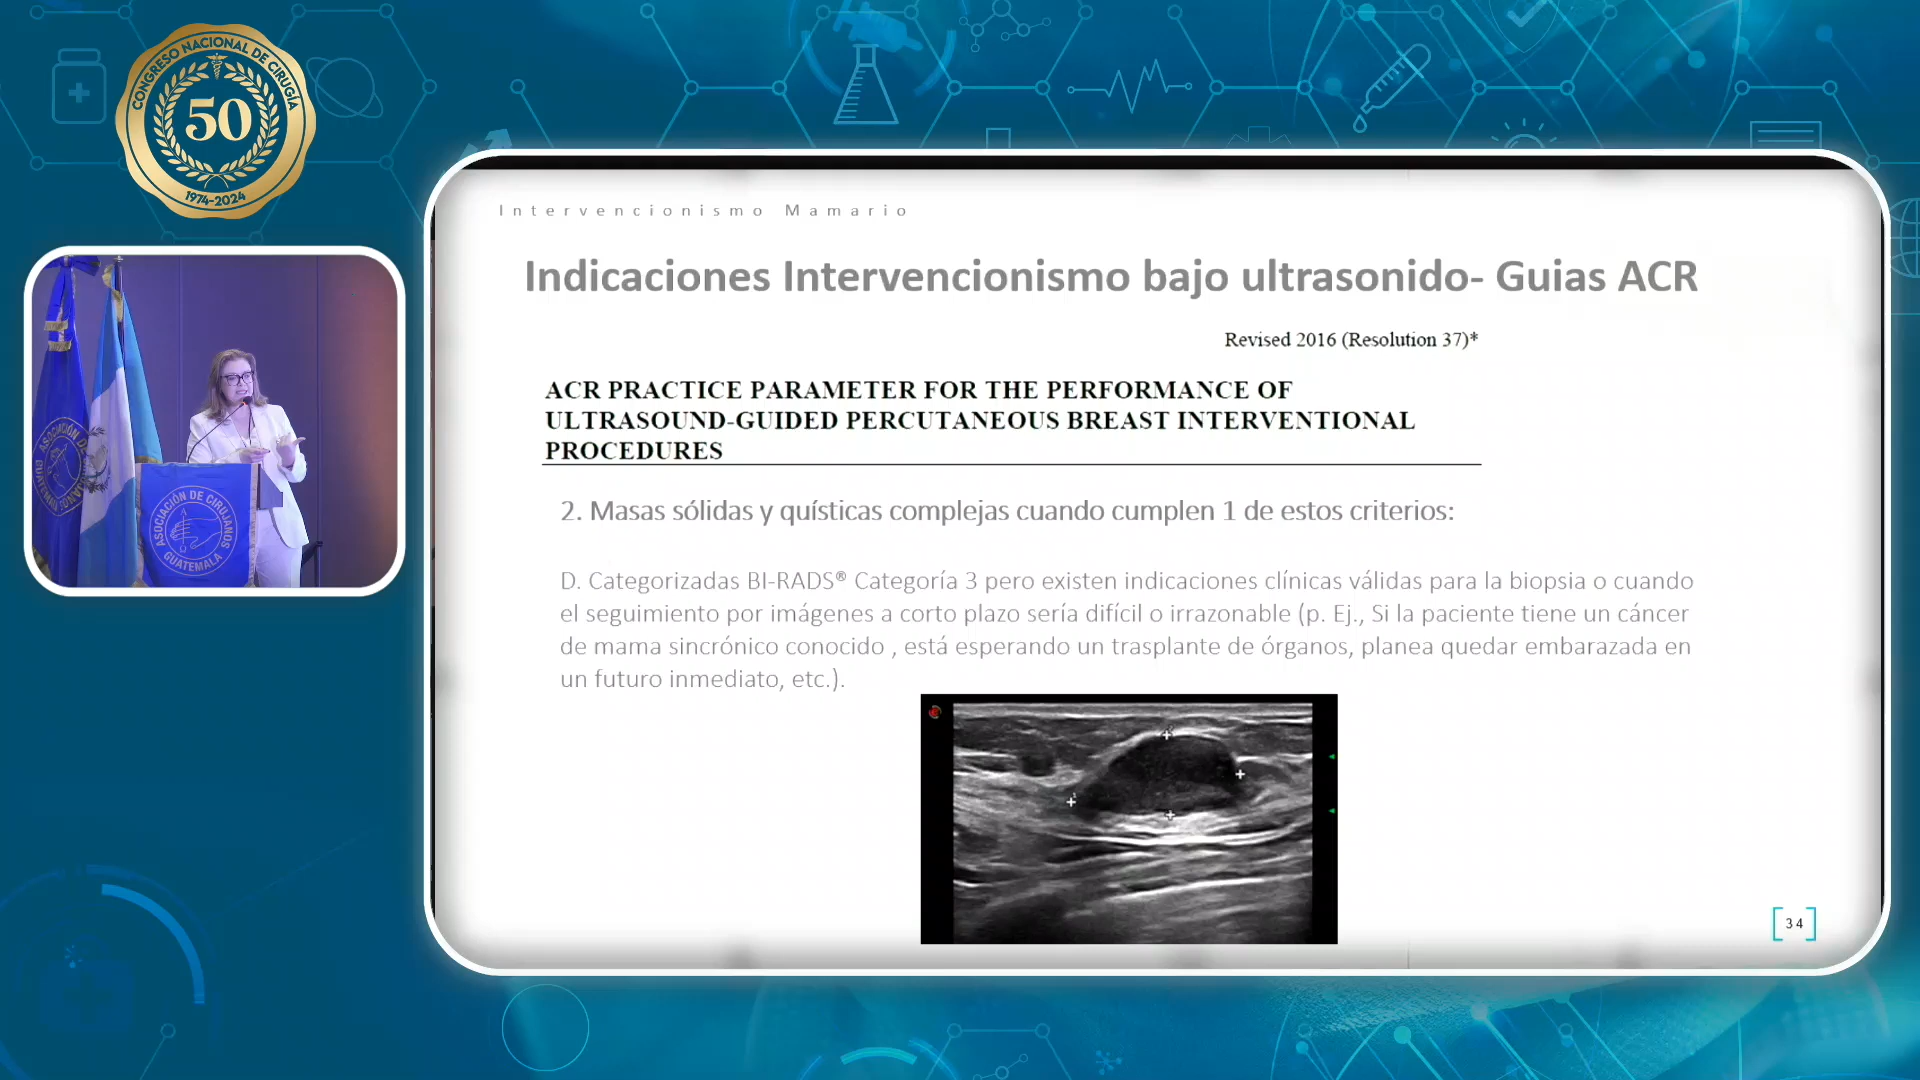 CONGRESO NACIONAL DE CIRUGÍA
50
1974-2024
Intervencionismo Mamario
Indicaciones Intervencionismo bajo ultrasonido- Guias ACR
Revised 2016 (Resolution 37)*
ACR PRACTICE PARAMETER FOR THE PERFORMANCE OF
ULTRASOUND-GUIDED PERCUTANEOUS BREAST INTERVENTIONAL
PROCEDURES
2. Masas sólidas y quísticas complejas cuando cumplen 1 de estos criterios:
D. Categorizadas BI-RADS® Categoría 3 pero existen indicaciones clínicas válidas para la biopsia o cuando
el seguimiento por imágenes a corto plazo sería difícil o irrazonable (p. Ej., Si la paciente tiene un cáncer
de mama sincrónico conocido , está esperando un trasplante de órganos, planea quedar embarazada en
un futuro inmediato, etc.).
34
ASOCIACIÓN DE CIRUJANOS
GUATEMALA